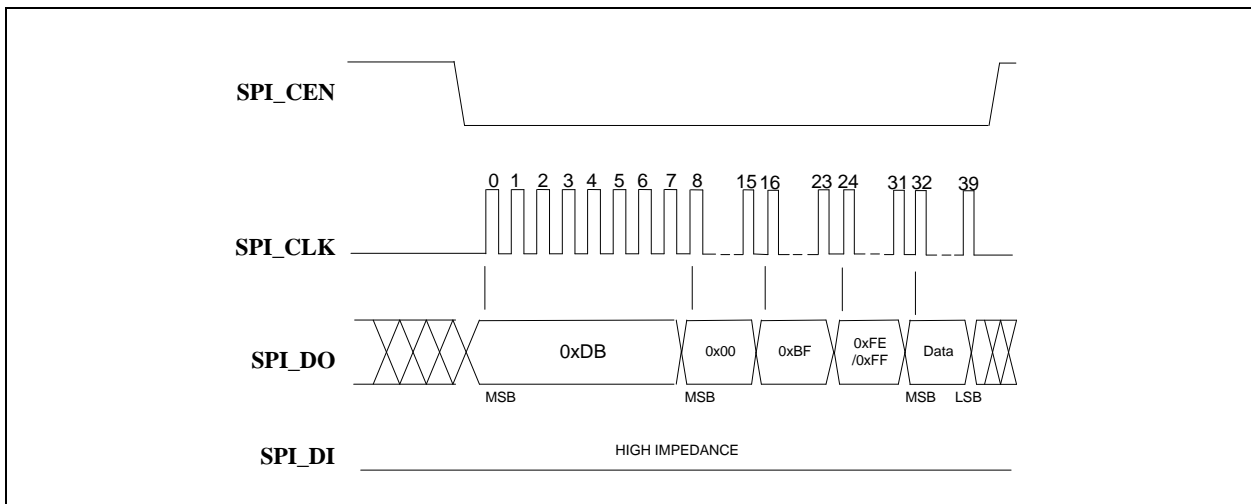 SPI_CEN
0 1 2 3 4 5 6 7 8 15 16 23 24 31 32 39
SPI_CLK
SPI_DO
0xDB
0x00
0xBF
0xFE
/0xFF
Data
MSB MSB MSB LSB
SPI_DI
HIGH IMPEDANCE